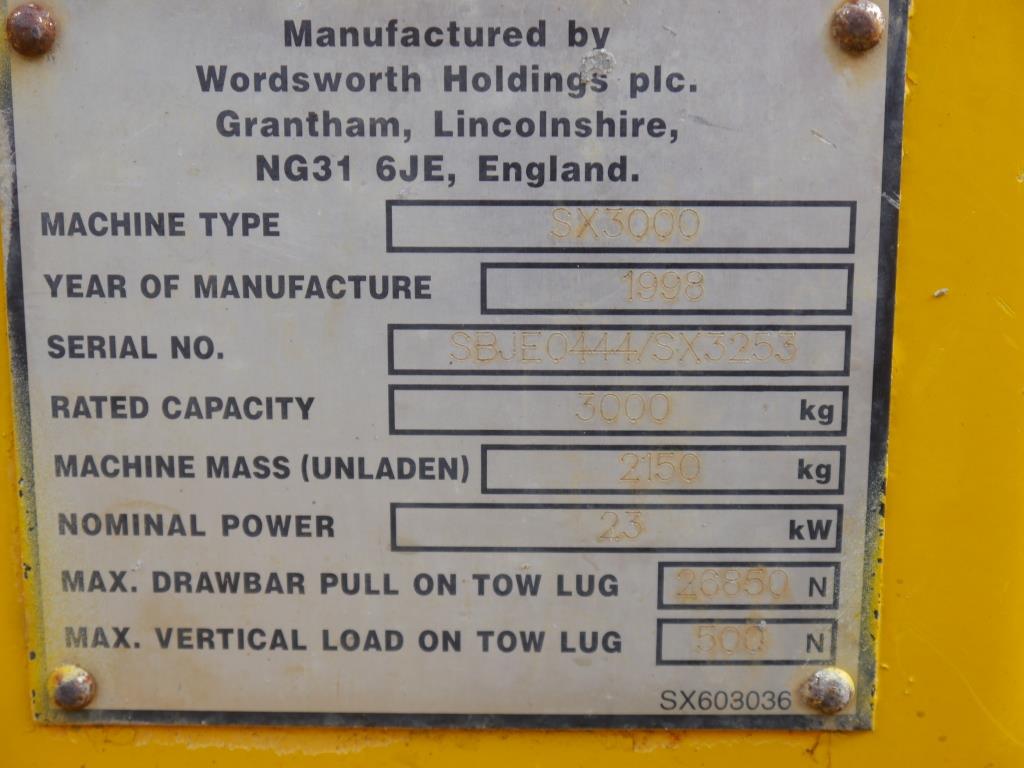 Manufactured by
Wordsworth Holdings plc.
Grantham, Lincolnshire,
NG31 6JE, England.
MACHINE TYPE SX3000
YEAR OF MANUFACTURE 1998
SERIAL NO. SBJE0444/SX3253
RATED CAPACITY 3000 kg
MACHINE MASS (UNLADEN) 2150 kg
NOMINAL POWER 23 kW
MAX. DRAWBAR PULL ON TOW LUG 26850 N
MAX. VERTICAL LOAD ON TOW LUG 500 N
SX603036